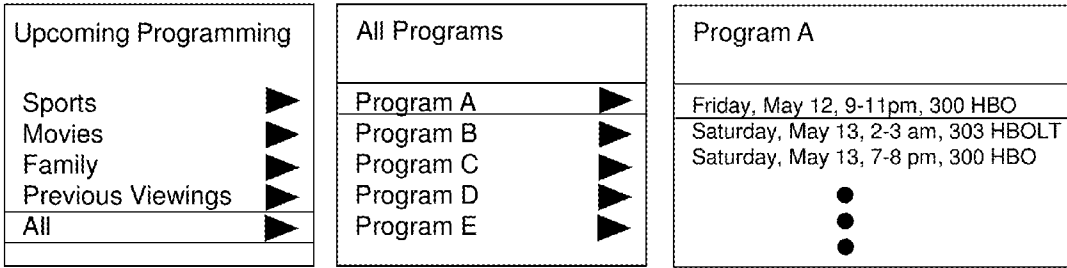 Upcoming Programming
Sports
Movies
Family
Previous Viewings
All
All Programs
Program A
Program B
Program C
Program D
Program E
Program A
Friday, May 12, 9-11pm, 300 HBO
Saturday, May 13, 2-3 am, 303 HBOLT
Saturday, May 13, 7-8 pm, 300 HBO